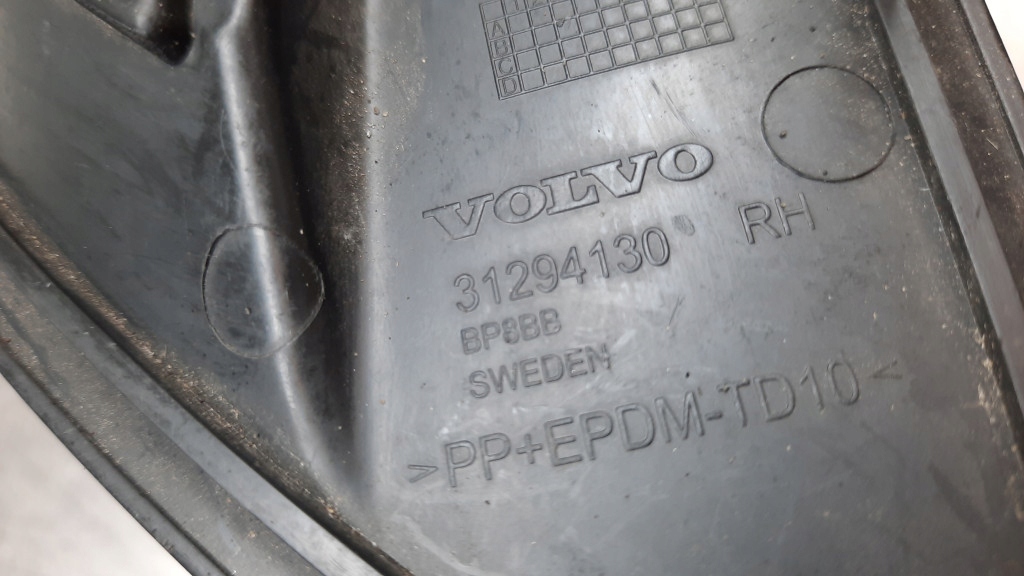 A
B
C
D
VOLVO
31294130 RH
BP8BB
SWEDEN
>PP+EPDM-TD10<